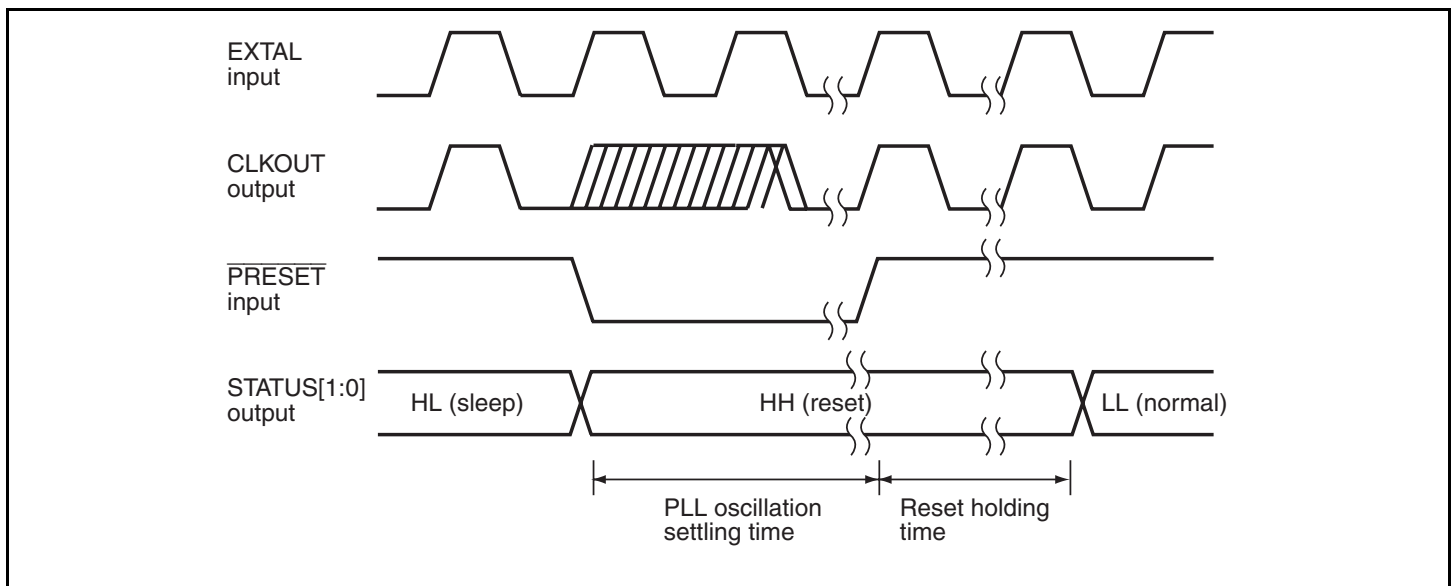 EXTAL
input
CLKOUT
output
PRESET
input
STATUS[1:0]
output
HL (sleep)
HH (reset)
LL (normal)
PLL oscillation
settling time
Reset holding
time